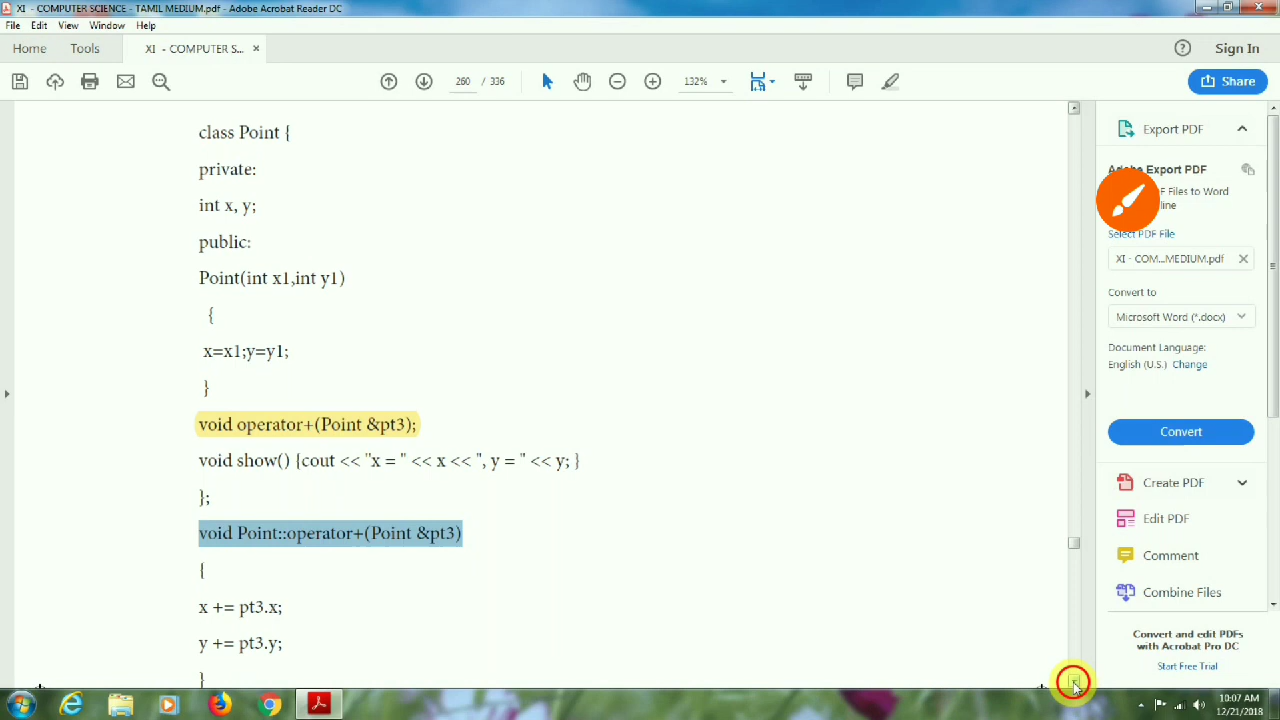 XI - COMPUTER SCIENCE - TAMIL MEDIUM.pdf - Adobe Acrobat Reader DC
File Edit View Window Help
Home Tools XI - COMPUTER S... × Sign In
260 / 336 132% Share
class Point {
private:
int x, y;
public:
Point(int x1,int y1)
{
x=x1;y=y1;
}
void operator+(Point &pt3);
void show() {cout << "x = " << x << ", y = " << y; }
};
void Point::operator+(Point &pt3)
{
x += pt3.x;
y += pt3.y;
}
Export PDF
Adobe Export PDF
PDF Files to Word
Select PDF File
XI - COM...MEDIUM.pdf ×
Convert to
Microsoft Word (*.docx)
Document Language:
English (U.S.) Change
Convert
Create PDF
Edit PDF
Comment
Combine Files
Convert and edit PDFs
with Acrobat Pro DC
Start Free Trial
10:07 AM
12/21/2018